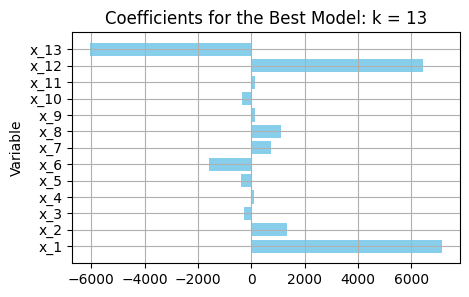 Coefficients for the Best Model: k = 13
Variable
x_13
x_12
x_11
x_10
x_9
x_8
x_7
x_6
x_5
x_4
x_3
x_2
x_1
−6000 −4000 −2000 0 2000 4000 6000